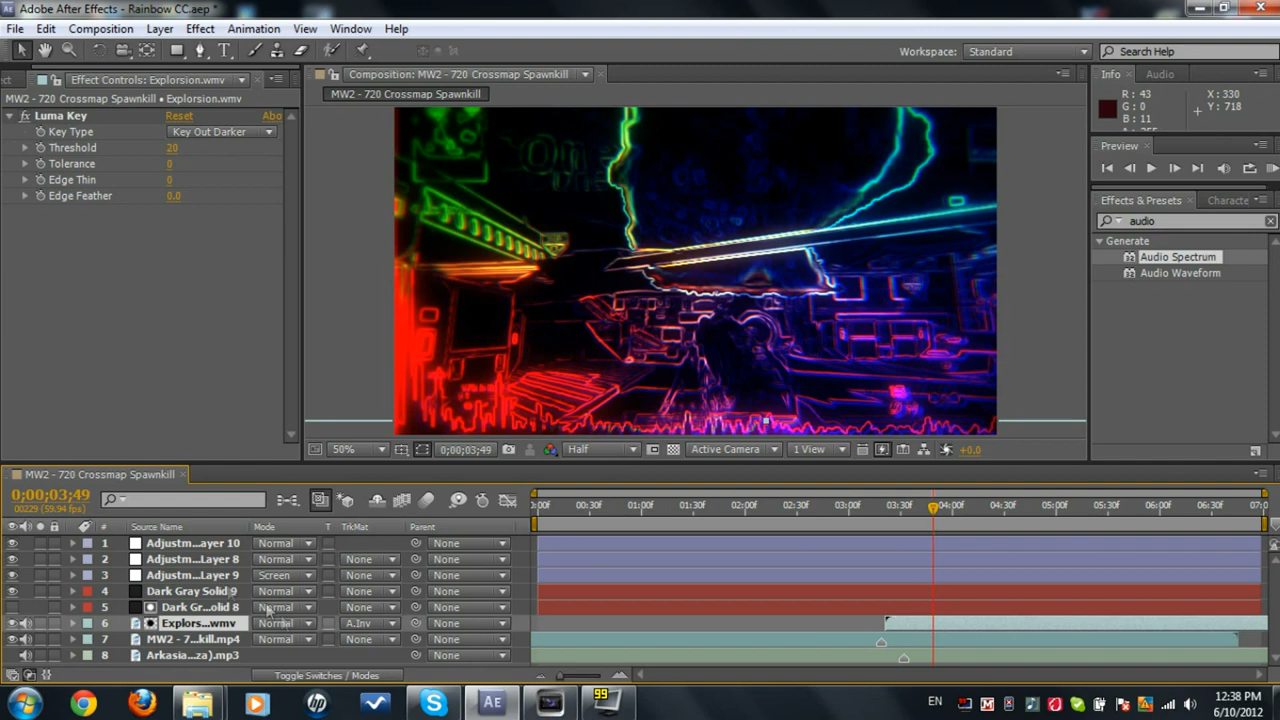 Adobe After Effects - Rainbow CC.aep *
File Edit Composition Layer Effect Animation View Window Help
Workspace: Standard Search Help
Effect Controls: Explorsion.wmv
MW2 - 720 Crossmap Spawnkill • Explorsion.wmv
Luma Key Reset Abo
Key Type Key Out Darker
Threshold 20
Tolerance 0
Edge Thin 0
Edge Feather 0.0
Composition: MW2 - 720 Crossmap Spawnkill
MW2 - 720 Crossmap Spawnkill
50% 0;00;03;49 Half Active Camera 1 View +0.0
Info Audio
R : 43 X : 330
G : 0 Y : 718
B : 11
Preview
Effects & Presets Characte
audio
Generate
Audio Spectrum
Audio Waveform
MW2 - 720 Crossmap Spawnkill
0;00;03;49
00229 (59.94 fps)
:00f 00:30f 01:00f 01:30f 02:00f 02:30f 03:00f 03:30f 04:00f 04:30f 05:00f 05:30f 06:00f 06:30f 07:0
# Source Name Mode T TrkMat Parent
1 Adjustm...ayer 10 Normal None
2 Adjustm...Layer 8 Normal None None
3 Adjustm...Layer 9 Screen None None
4 Dark Gray Solid 9 Normal None None
5 Dark Gr...olid 8 Normal None None
6 Explors...wmv Normal A.Inv None
7 MW2 - 7...kill.mp4 Normal None None
8 Arkasia...za).mp3 None
Toggle Switches / Modes
99
EN
12:38 PM
6/10/2012